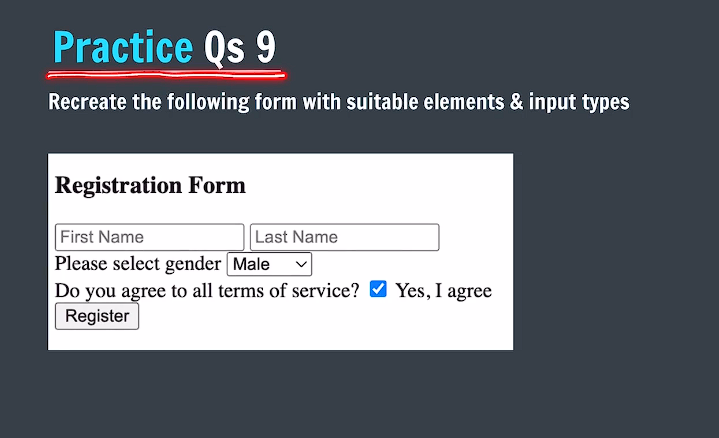 Practice Qs 9
Recreate the following form with suitable elements & input types
Registration Form
First Name Last Name
Please select gender Male
Do you agree to all terms of service? Yes, I agree
Register